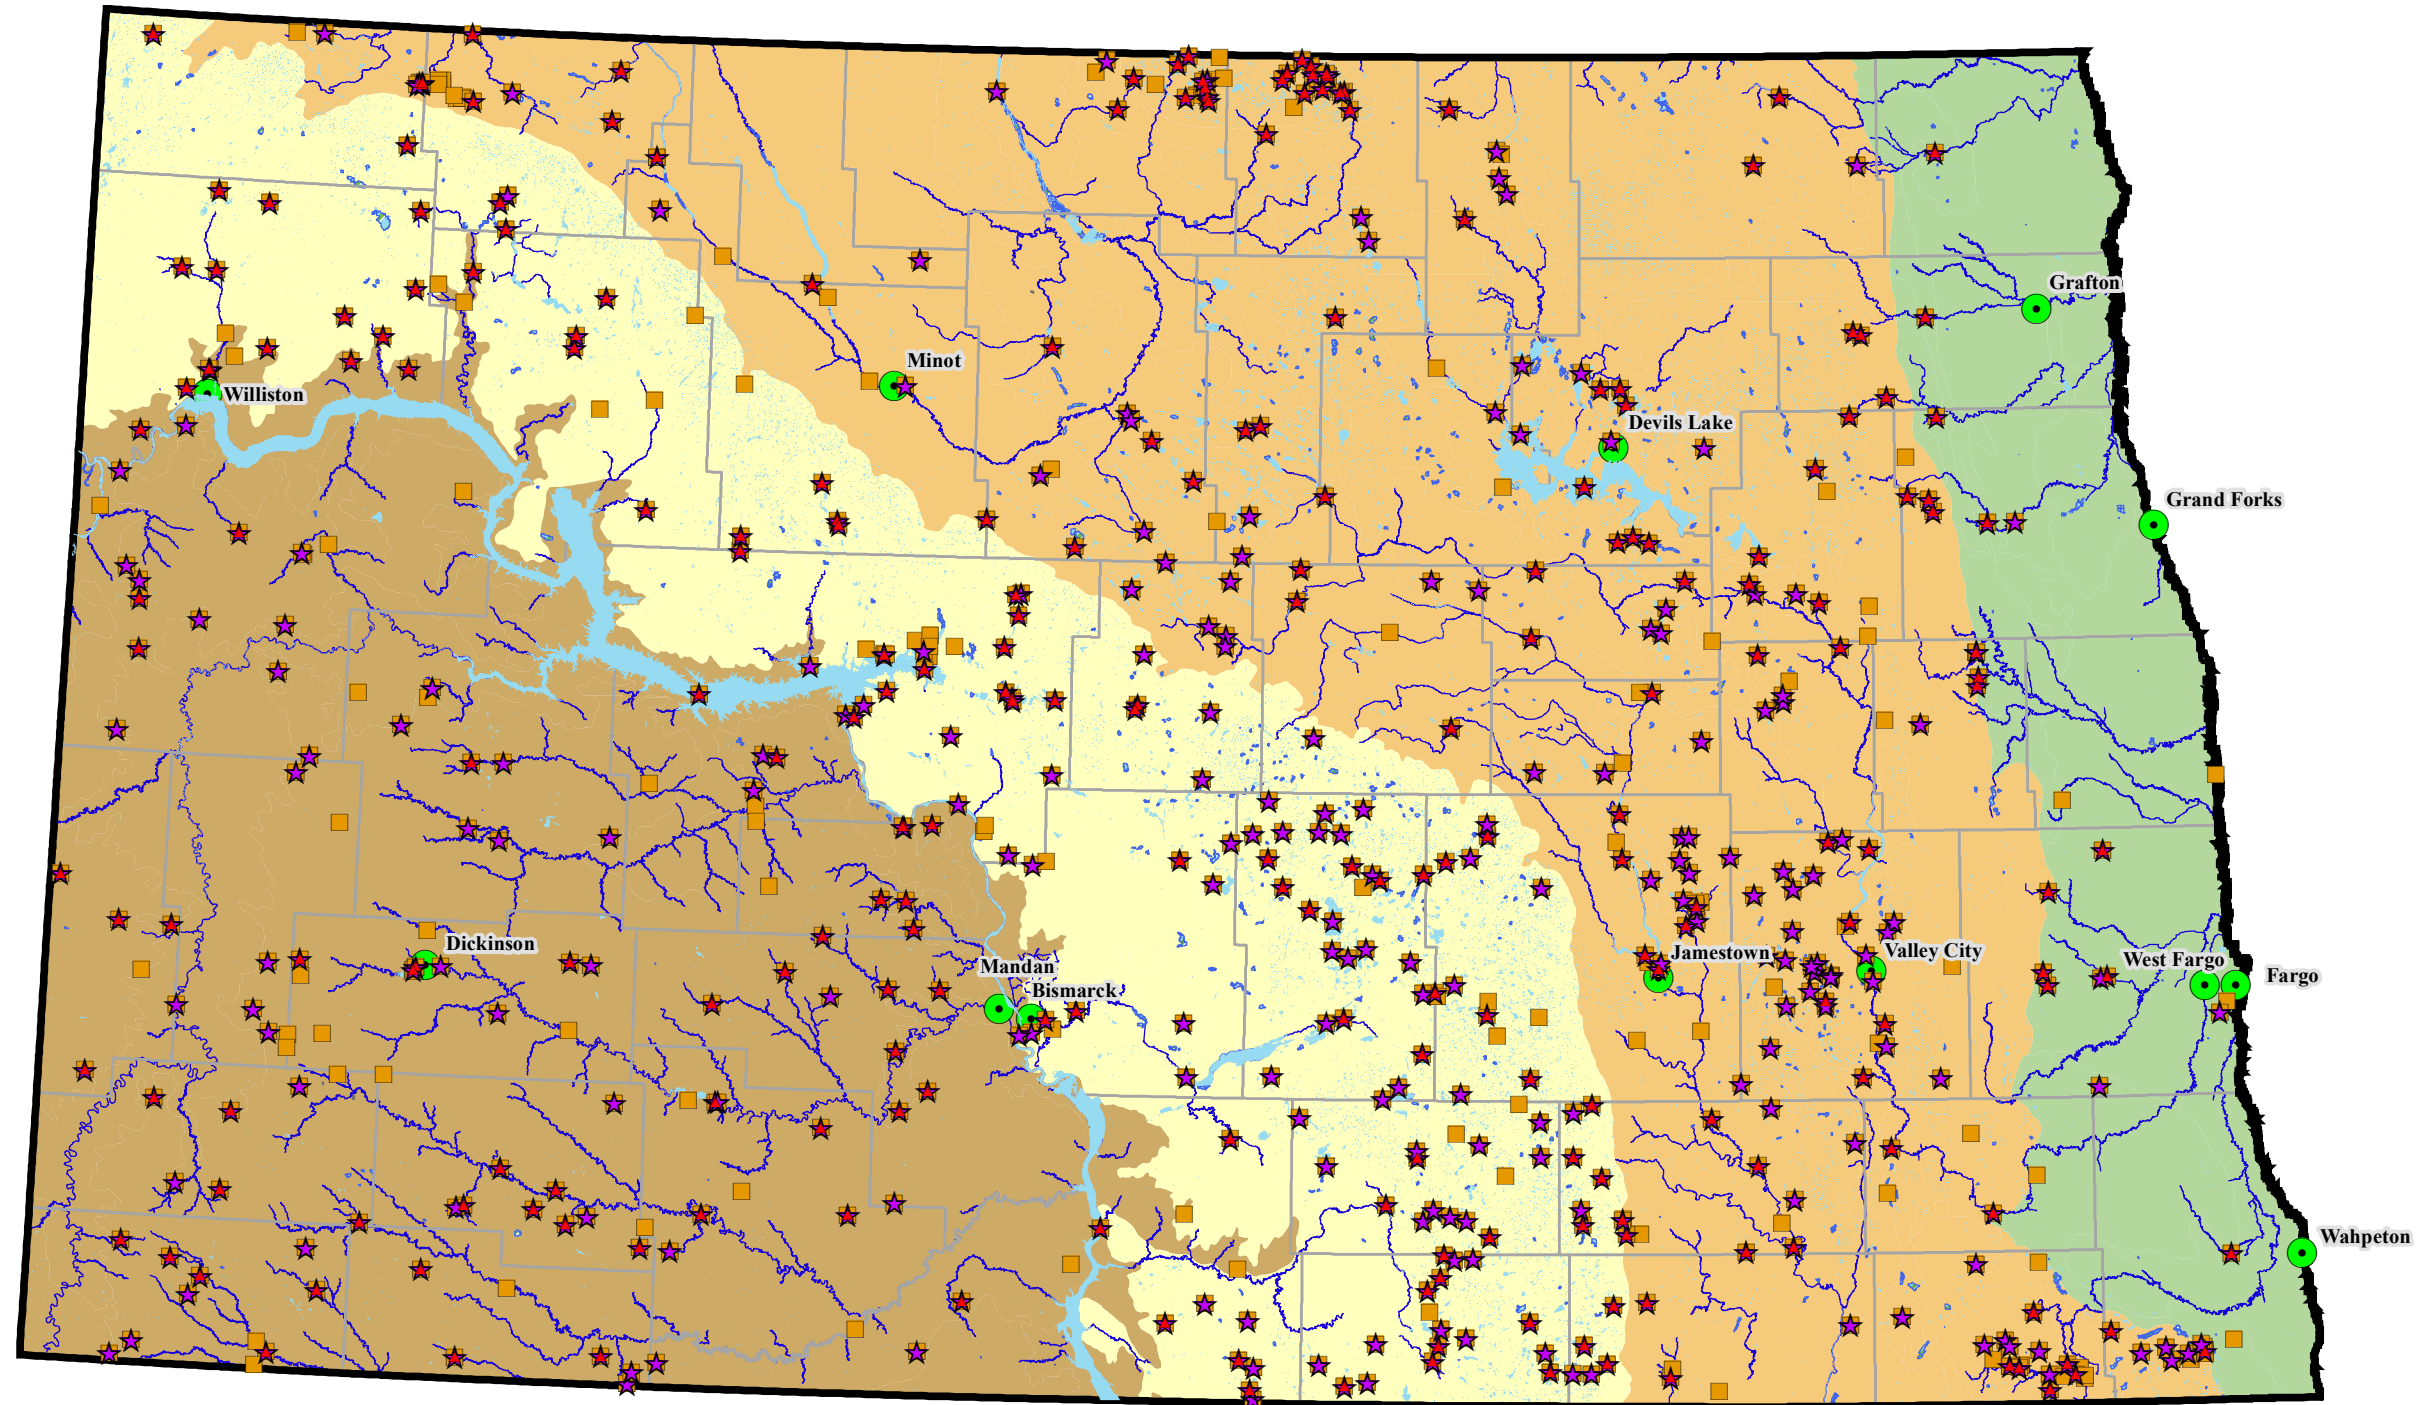 Grafton
Minot
Williston
Devils Lake
Grand Forks
Dickinson
Mandan
Bismarck
Jamestown
Valley City
West Fargo
Fargo
Wahpeton